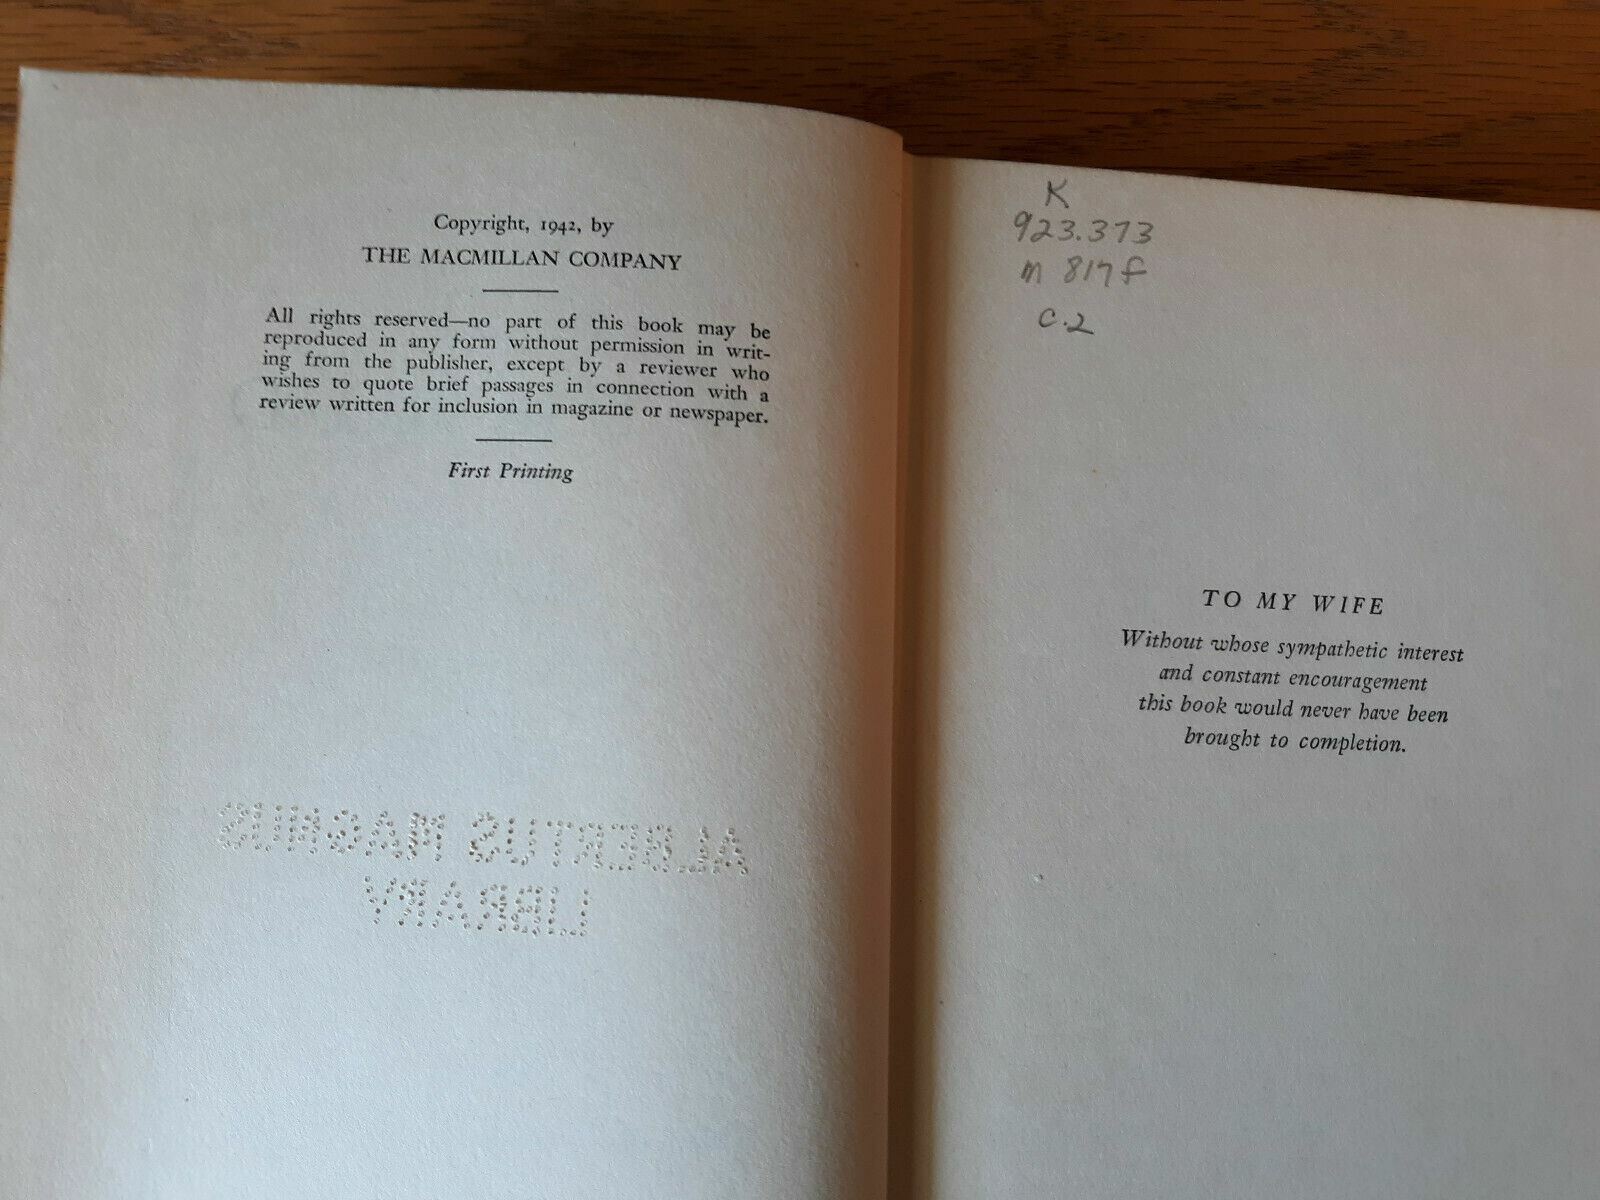 Copyright, 1942, by
THE MACMILLAN COMPANY
All rights reserved—no part of this book may be
reproduced in any form without permission in writ-
ing from the publisher, except by a reviewer who
wishes to quote brief passages in connection with a
review written for inclusion in magazine or newspaper.
First Printing
ALBERTUS MAGNUS
LIBRARY
K
923.373
m 817f
c.2
TO MY WIFE
Without whose sympathetic interest
and constant encouragement
this book would never have been
brought to completion.